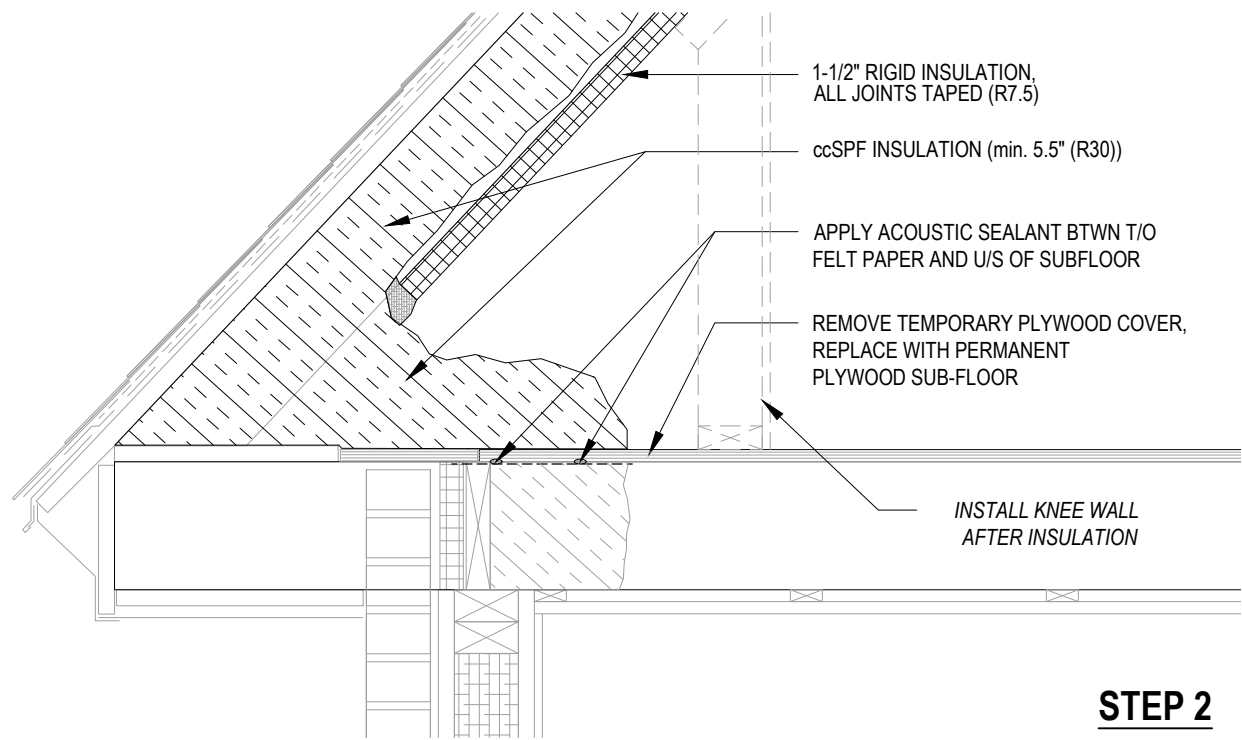 1-1/2" RIGID INSULATION,
ALL JOINTS TAPED (R7.5)
ccSPF INSULATION (min. 5.5" (R30))
APPLY ACOUSTIC SEALANT BTWN T/O
FELT PAPER AND U/S OF SUBFLOOR
REMOVE TEMPORARY PLYWOOD COVER,
REPLACE WITH PERMANENT
PLYWOOD SUB-FLOOR
INSTALL KNEE WALL
AFTER INSULATION
STEP 2